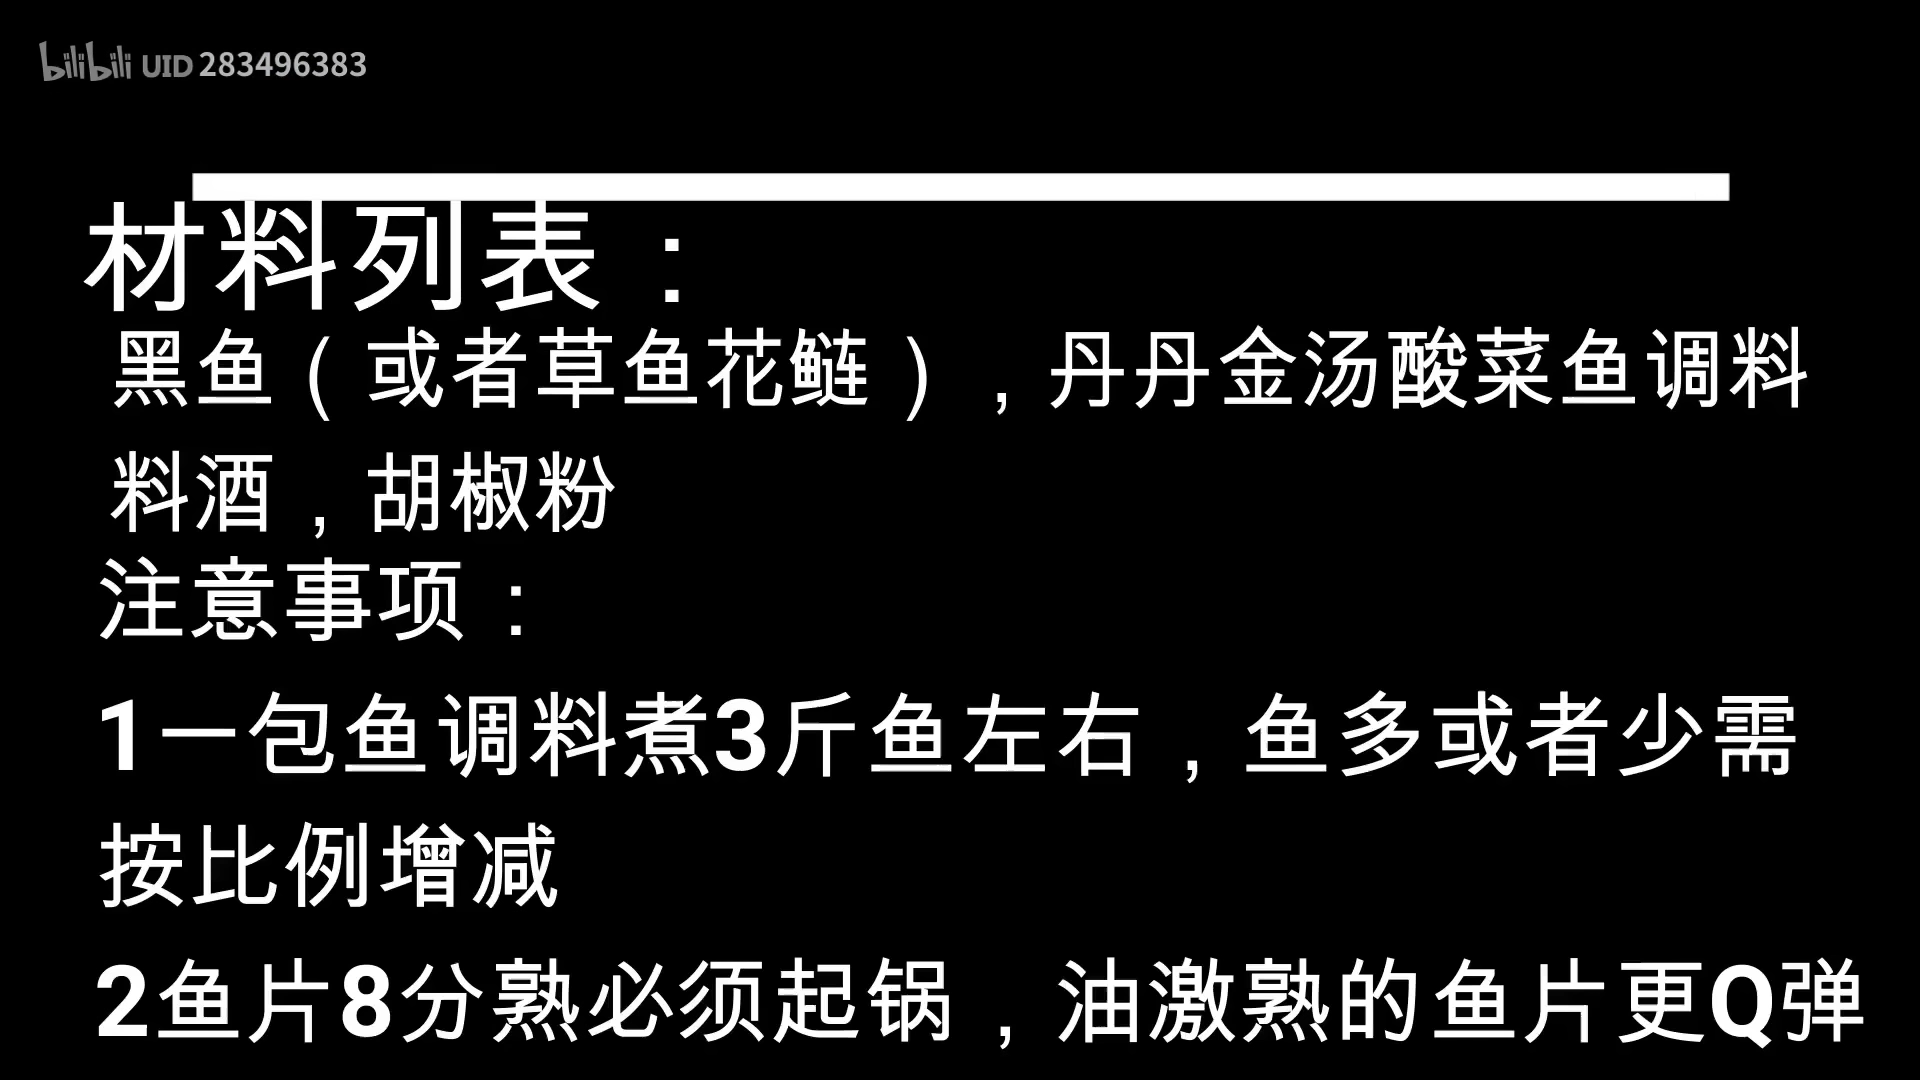 bilibili UID 283496383
材料列表：
黑鱼（或者草鱼花鲢），丹丹金汤酸菜鱼调料
料酒，胡椒粉
注意事项：
1一包鱼调料煮3斤鱼左右，鱼多或者少需
按比例增减
2鱼片8分熟必须起锅，油激熟的鱼片更Q弹